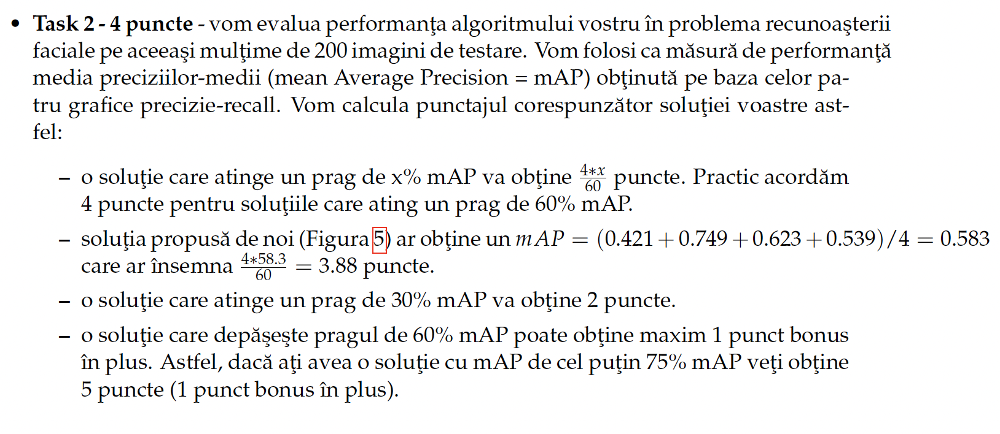 • Task 2 - 4 puncte - vom evalua performanţa algoritmului vostru în problema recunoaşterii
faciale pe aceeaşi mulţime de 200 imagini de testare. Vom folosi ca măsură de performanţă
media preciziilor-medii (mean Average Precision = mAP) obţinută pe baza celor pa-
tru grafice precizie-recall. Vom calcula punctajul corespunzător soluţiei voastre ast-
fel:
– o soluţie care atinge un prag de x% mAP va obţine 4*x/60 puncte. Practic acordăm
4 puncte pentru soluţiile care ating un prag de 60% mAP.
– soluţia propusă de noi (Figura 5) ar obţine un mAP = (0.421 + 0.749 + 0.623 + 0.539)/4 = 0.583
care ar însemna 4*58.3/60 = 3.88 puncte.
– o soluţie care atinge un prag de 30% mAP va obţine 2 puncte.
– o soluţie care depăşeşte pragul de 60% mAP poate obţine maxim 1 punct bonus
în plus. Astfel, dacă aţi avea o soluţie cu mAP de cel puţin 75% mAP veţi obţine
5 puncte (1 punct bonus în plus).